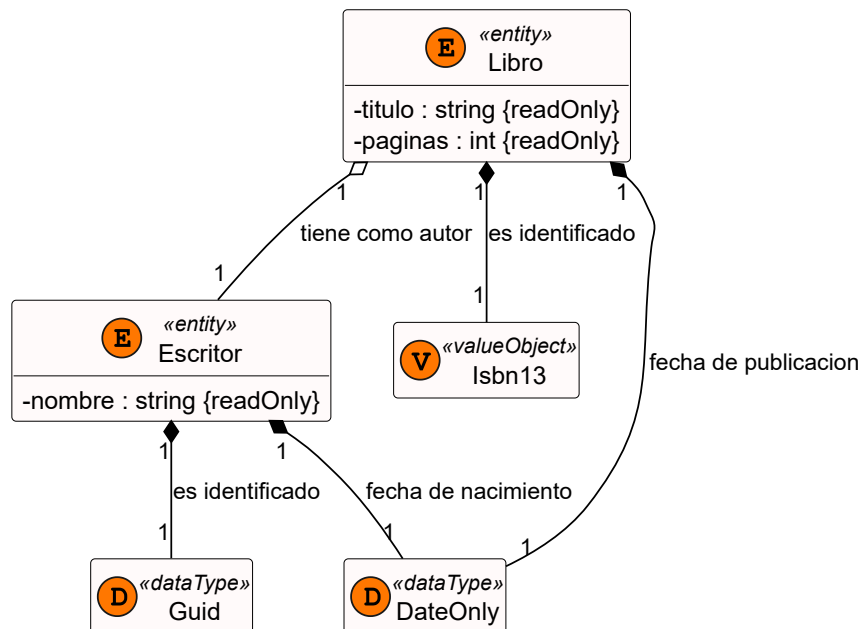 E
«entity»
Libro
-titulo : string {readOnly}
-paginas : int {readOnly}
1
1
1
tiene como autor
es identificado
1
1
E
«entity»
Escritor
-nombre : string {readOnly}
V
«valueObject»
Isbn13
fecha de publicacion
1
1
es identificado
fecha de nacimiento
1
1
1
D
«dataType»
Guid
D
«dataType»
DateOnly